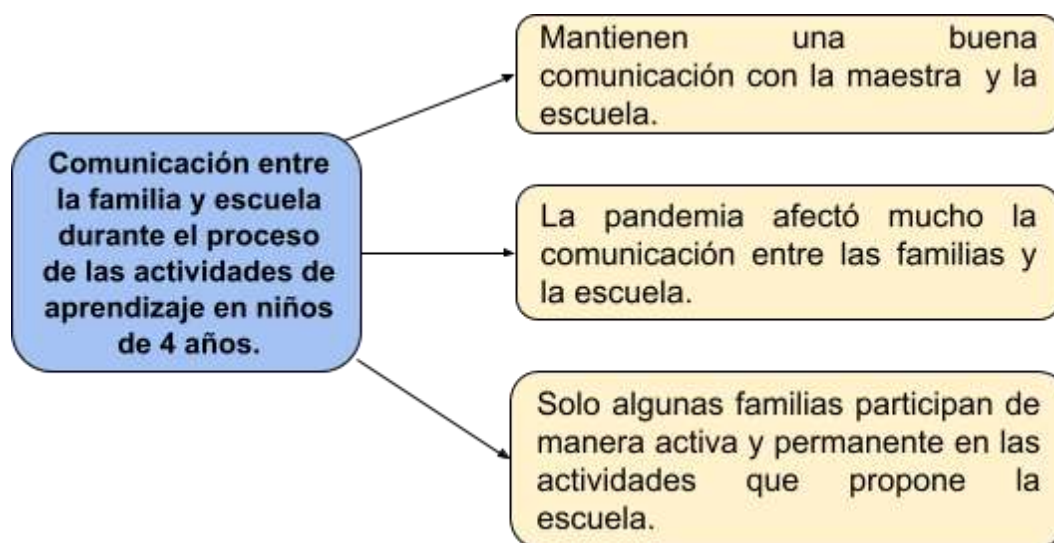 Comunicación entre
la familia y escuela
durante el proceso
de las actividades de
aprendizaje en niños
de 4 años.
Mantienen una buena
comunicación con la maestra y la
escuela.
La pandemia afectó mucho la
comunicación entre las familias y
la escuela.
Solo algunas familias participan de
manera activa y permanente en las
actividades que propone la
escuela.